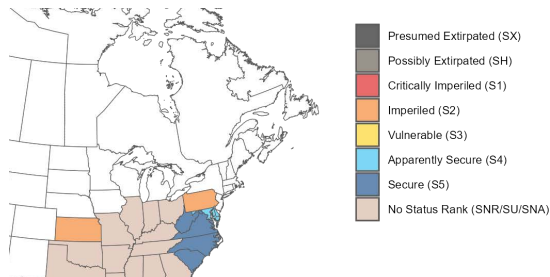 Presumed Extirpated (SX)
Possibly Extirpated (SH)
Critically Imperiled (S1)
Imperiled (S2)
Vulnerable (S3)
Apparently Secure (S4)
Secure (S5)
No Status Rank (SNR/SU/SNA)